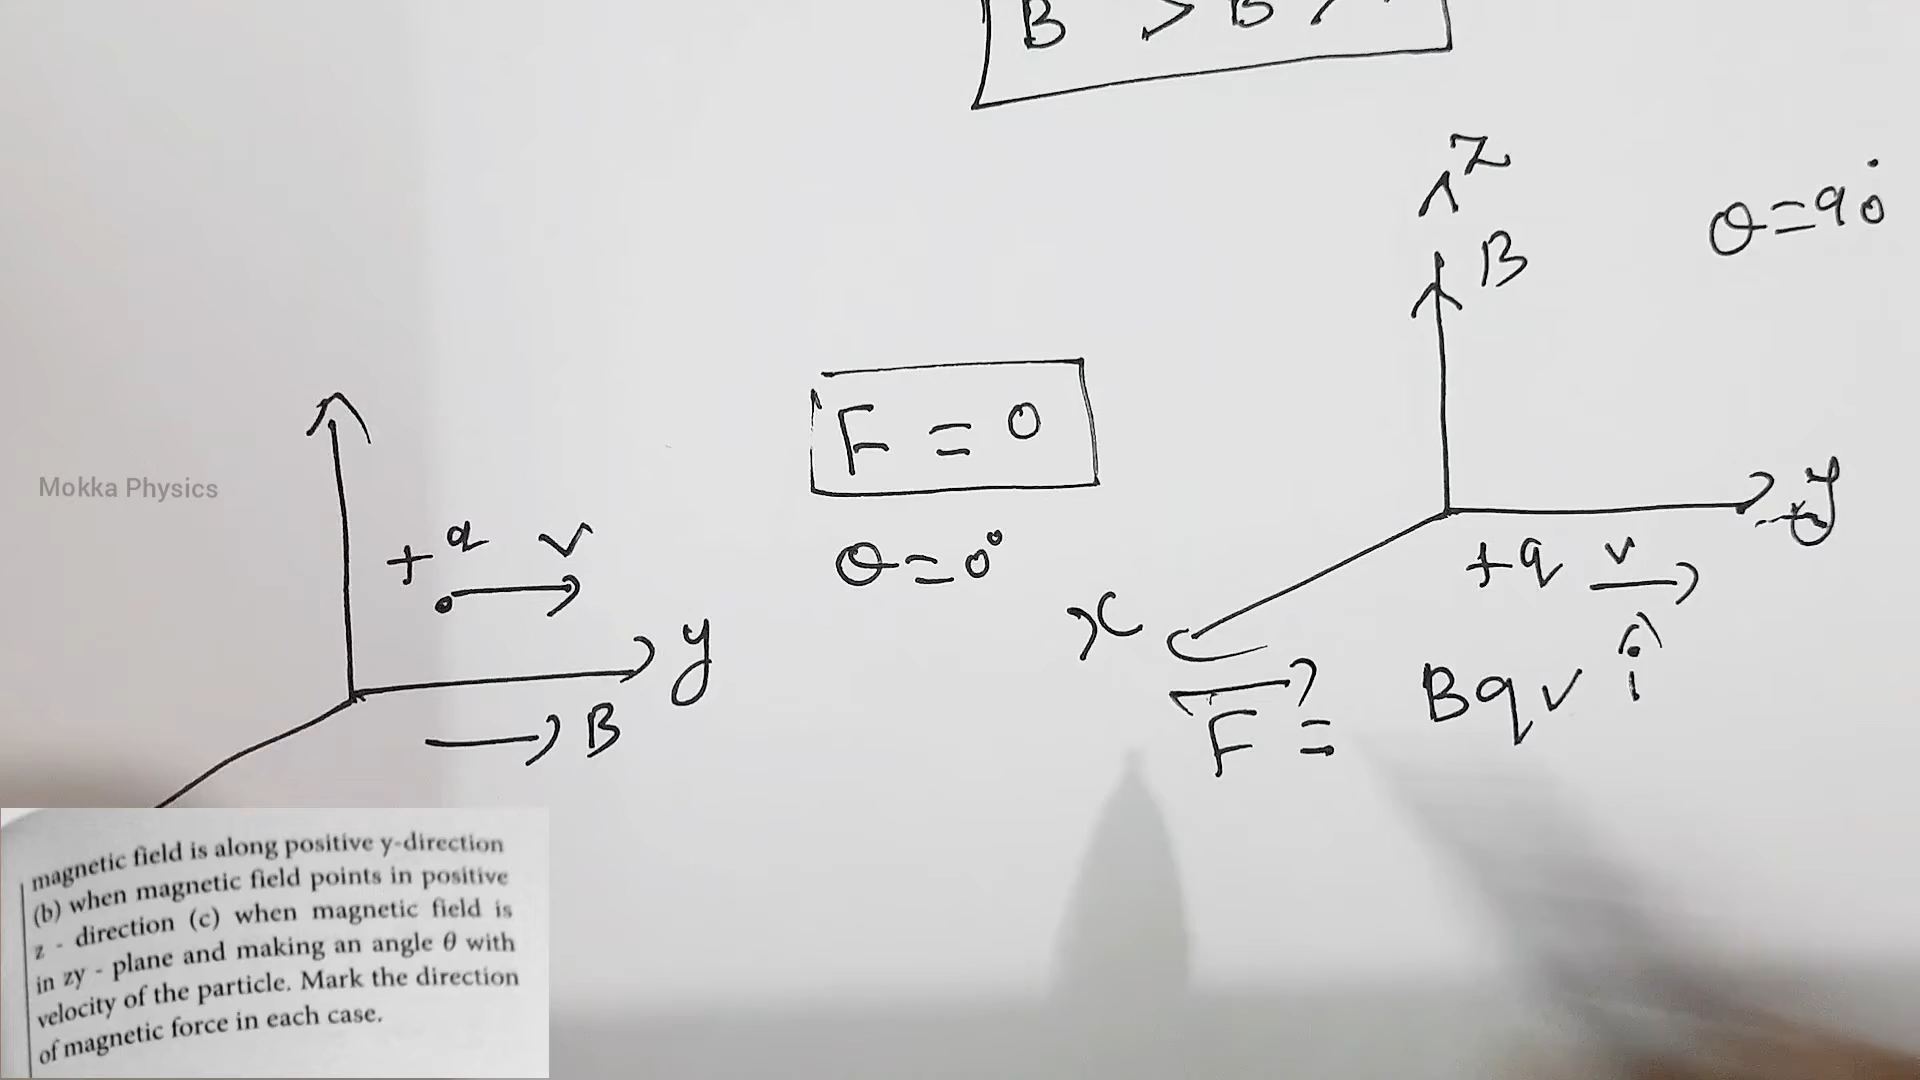 B > B
z
B
θ = 90°
F = 0
θ = 0°
Mokka Physics
+q v
y
B
y
+q v
x
F = Bqv î
magnetic field is along positive y-direction
(b) when magnetic field points in positive
z - direction (c) when magnetic field is
in zy - plane and making an angle θ with
velocity of the particle. Mark the direction
of magnetic force in each case.